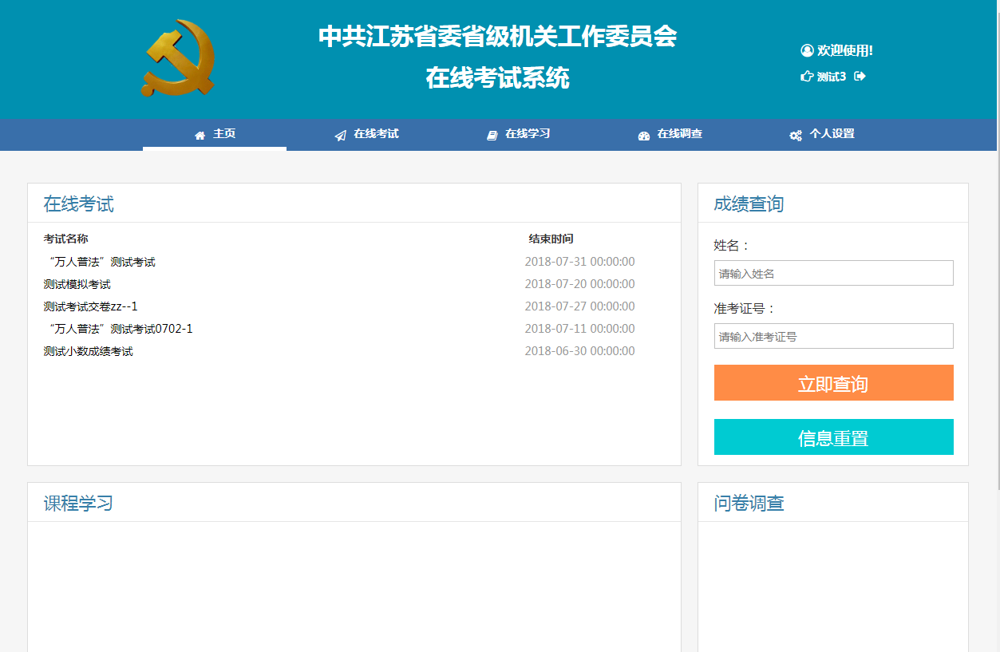 中共江苏省委省级机关工作委员会
在线考试系统
欢迎使用!
测试3
主页
在线考试
在线学习
在线调查
个人设置
在线考试
考试名称 结束时间
“万人普法”测试考试 2018-07-31 00:00:00
测试模拟考试 2018-07-20 00:00:00
测试考试交卷zz--1 2018-07-27 00:00:00
“万人普法”测试考试0702-1 2018-07-11 00:00:00
测试小数成绩考试 2018-06-30 00:00:00
成绩查询
姓名：
请输入姓名
准考证号：
请输入准考证号
立即查询
信息重置
课程学习
问卷调查